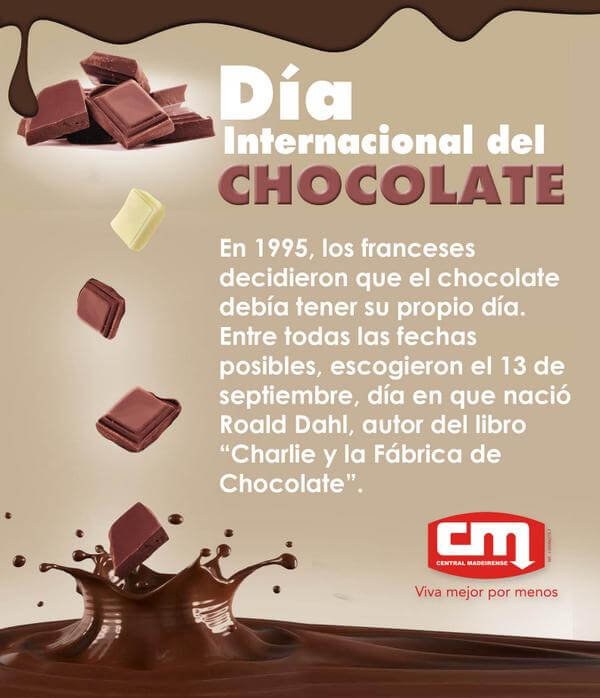 Día
Internacional del
CHOCOLATE
En 1995, los franceses
decidieron que el chocolate
debía tener su propio día.
Entre todas las fechas
posibles, escogieron el 13 de
septiembre, día en que nació
Roald Dahl, autor del libro
“Charlie y la Fábrica de
Chocolate”.
cm
CENTRAL MADEIRENSE
Viva mejor por menos